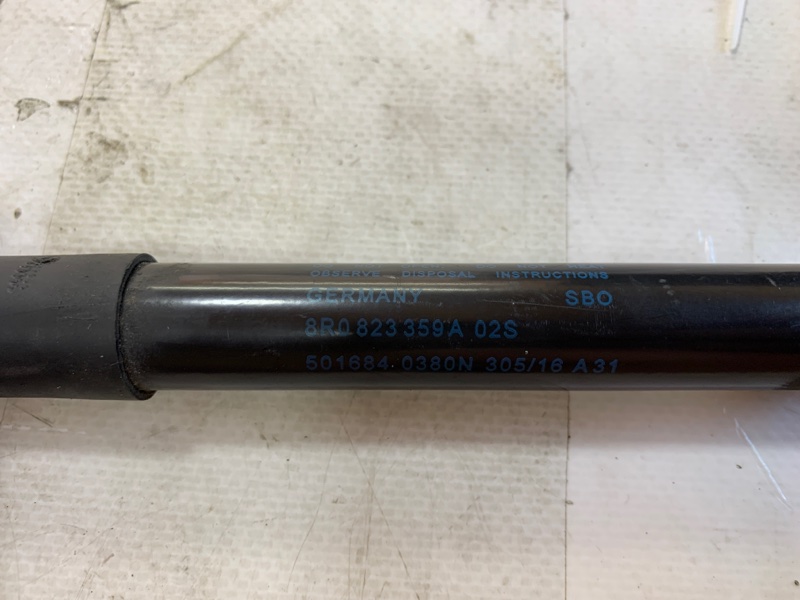 OBSERVE DISPOSAL INSTRUCTIONS
GERMANY SBO
8R0 823 359 A 02S
501684 0380N 305/16 A31